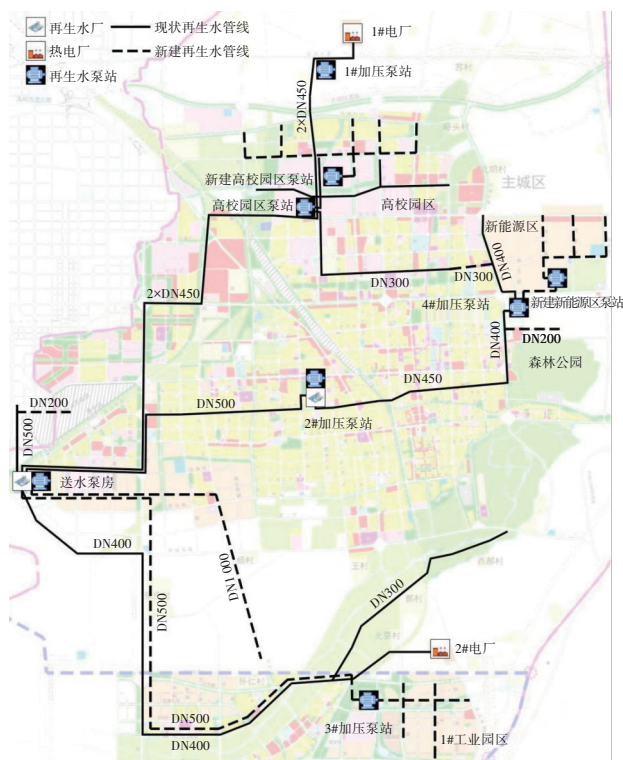 再生水厂
现状再生水管线
热电厂
新建再生水管线
再生水泵站
1#电厂
1#加压泵站
2×DN450
苏村
主城区
新建高校园区泵站
高校园区泵站
高校园区
新能源区
DN400
DN300
DN300
2×DN450
4#加压泵站
新建新能源区泵站
DN400
DN200
森林公园
DN450
DN500
2#加压泵站
DN200
DN500
送水泵房
DN400
DN500
DN1 000
王村
DN300
2#电厂
DN500
DN400
3#加压泵站
1#工业园区